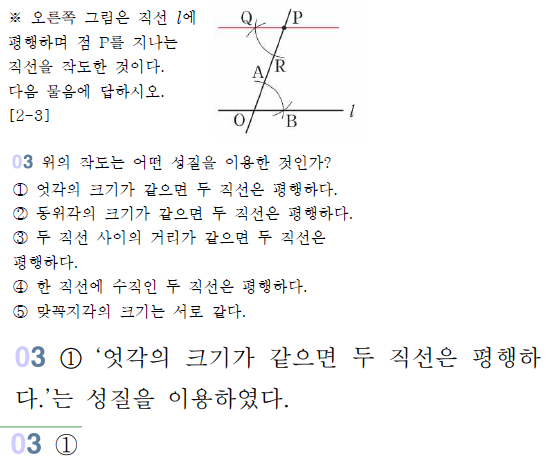 ※ 오른쪽 그림은 직선 l에
평행하며 점 P를 지나는
직선을 작도한 것이다.
다음 물음에 답하시오.
[2-3]
Q P
R
A
O B l
03 위의 작도는 어떤 성질을 이용한 것인가?
① 엇각의 크기가 같으면 두 직선은 평행하다.
② 동위각의 크기가 같으면 두 직선은 평행하다.
③ 두 직선 사이의 거리가 같으면 두 직선은
평행하다.
④ 한 직선에 수직인 두 직선은 평행하다.
⑤ 맞꼭지각의 크기는 서로 같다.
03 ① ‘엇각의 크기가 같으면 두 직선은 평행하
다.’는 성질을 이용하였다.
03 ①